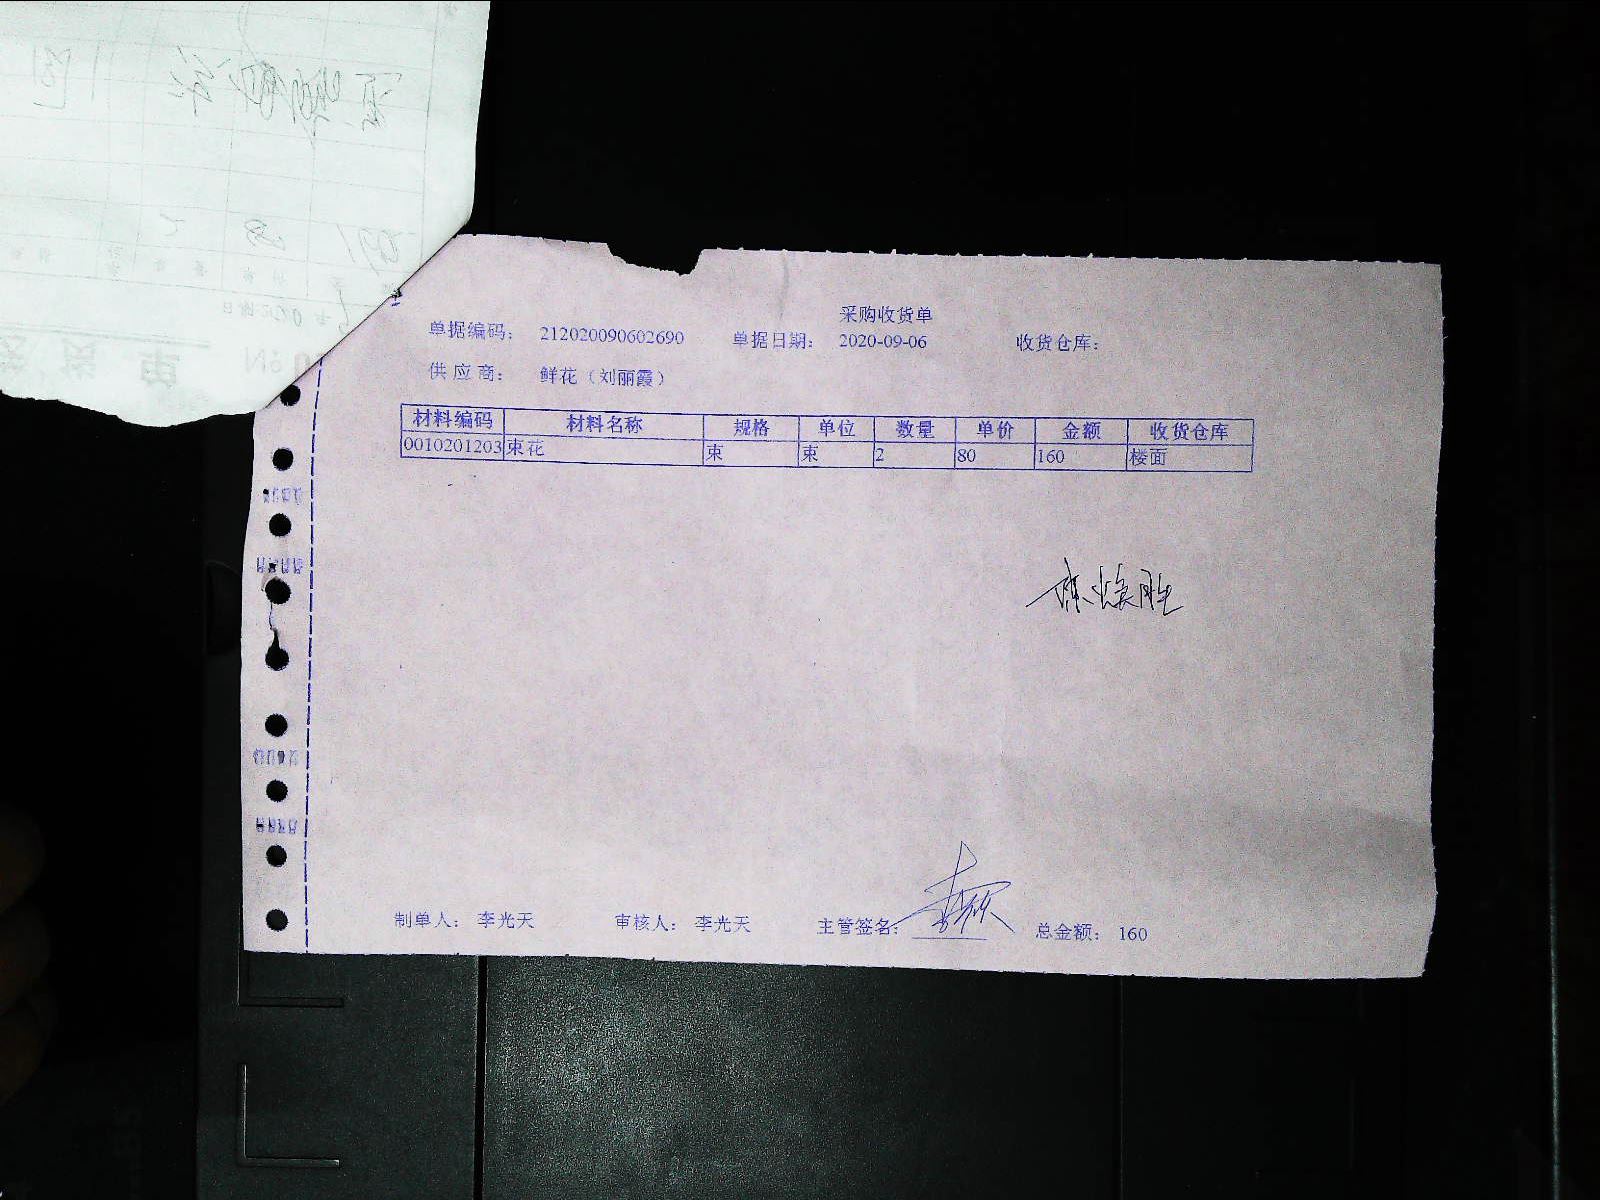 采购收货单
单据编码： 212020090602690 单据日期： 2020-09-06 收货仓库：
供应商： 鲜花（刘丽霞）
材料编码 材料名称 规格 单位 数量 单价 金额 收货仓库
0010201203 束花 束 束 2 80 160 楼面
陈焕胜
制单人： 李光天 审核人： 李光天 主管签名： 总金额： 160